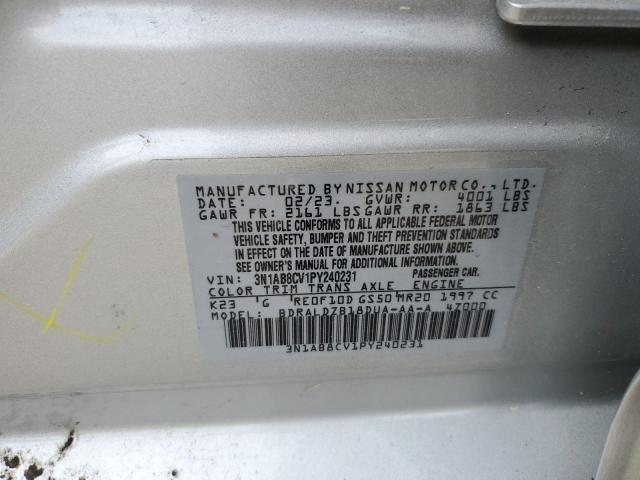 MANUFACTURED BY NISSAN MOTOR CO., LTD.
DATE: 02/23. GVWR: 4001 LBS
GAWR FR: 2161 LBS GAWR RR: 1863 LBS
THIS VEHICLE CONFORMS TO ALL APPLICABLE FEDERAL MOTOR
VEHICLE SAFETY, BUMPER AND THEFT PREVENTION STANDARDS
IN EFFECT ON THE DATE OF MANUFACTURE SHOWN ABOVE.
SEE OWNER'S MANUAL FOR ADDITIONAL INFORMATION.
VIN: 3N1AB8CV1PY240231 PASSENGER CAR.
COLOR TRIM TRANS AXLE ENGINE
K23 'G 'RE0F10D GS50'MR20 1997 CC
MODEL: BDRALDZB18DUA-AA-A 47000
3N1AB8CV1PY240231